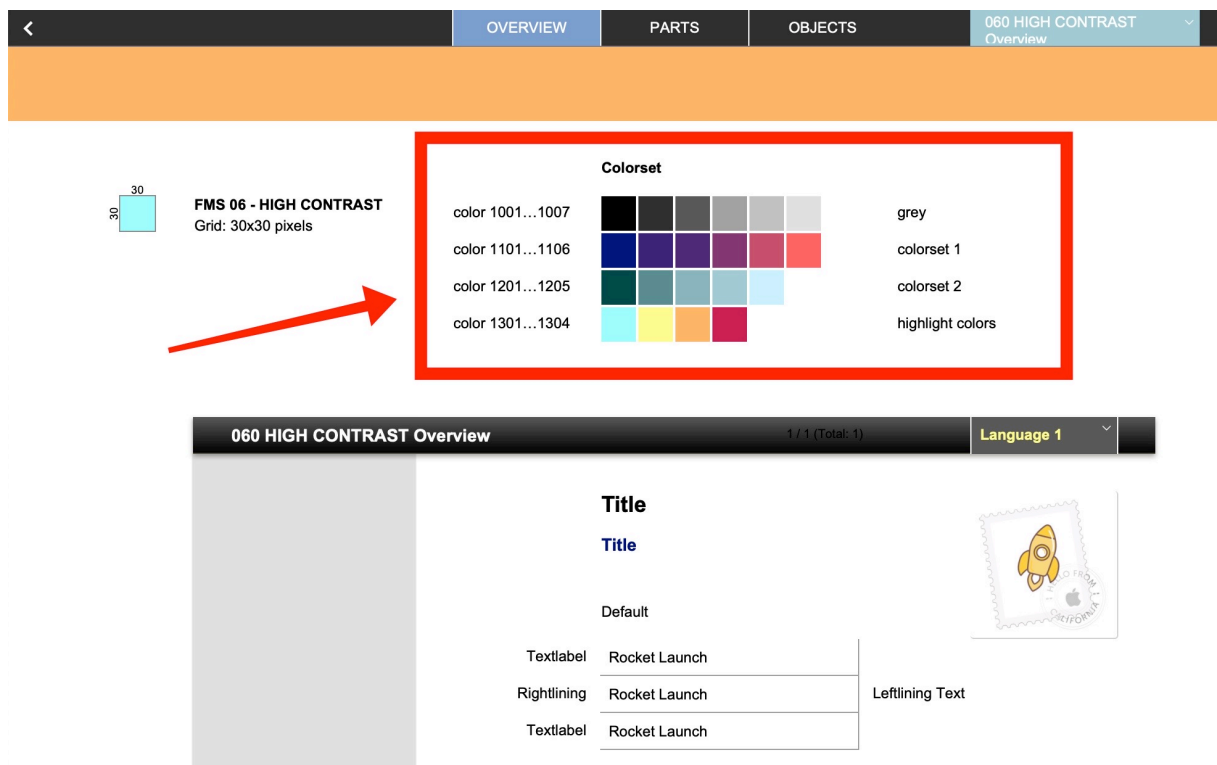 OVERVIEW
PARTS
OBJECTS
060 HIGH CONTRAST
Overview
30
30
FMS 06 - HIGH CONTRAST
Grid: 30x30 pixels
Colorset
color 1001...1007
grey
color 1101...1106
colorset 1
color 1201...1205
colorset 2
color 1301...1304
highlight colors
060 HIGH CONTRAST Overview
1 / 1 (Total: 1)
Language 1
Title
Title
HELLO FROM
CALIFORNIA
Default
Textlabel
Rocket Launch
Rightlining
Rocket Launch
Leftlining Text
Textlabel
Rocket Launch